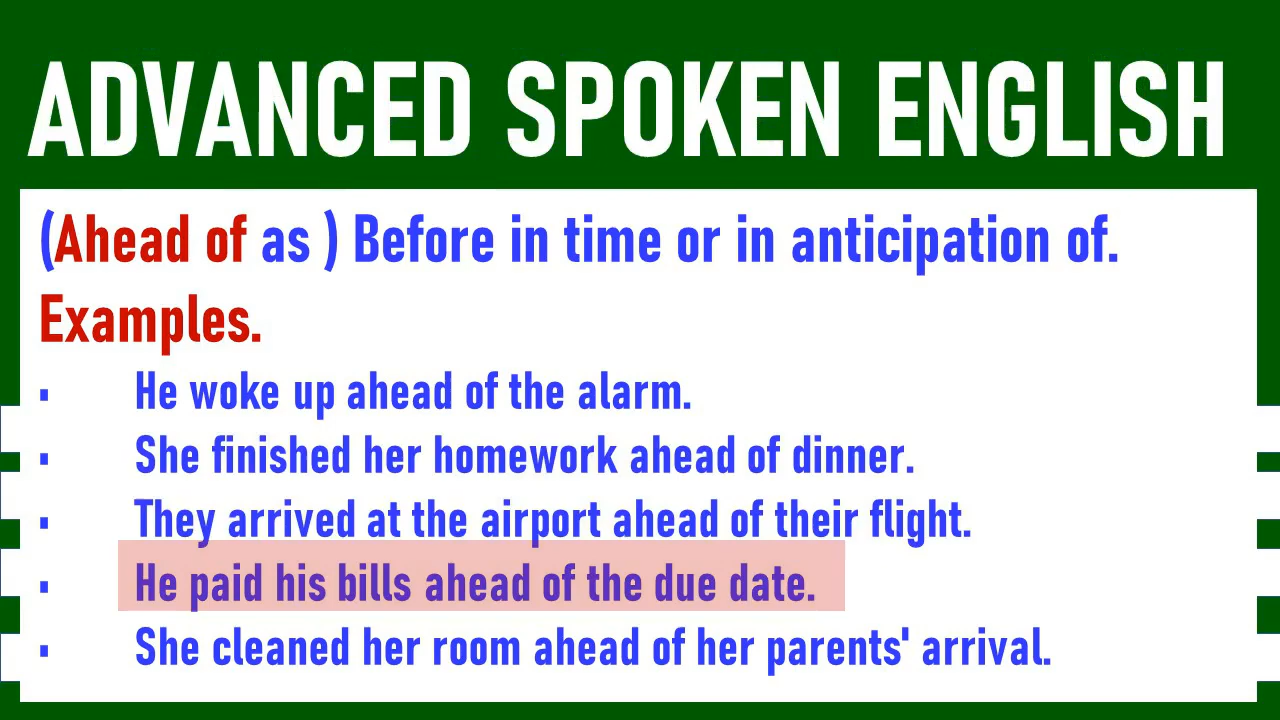 ADVANCED SPOKEN ENGLISH
(Ahead of as ) Before in time or in anticipation of.
Examples.
▪ He woke up ahead of the alarm.
▪ She finished her homework ahead of dinner.
▪ They arrived at the airport ahead of their flight.
▪ He paid his bills ahead of the due date.
▪ She cleaned her room ahead of her parents' arrival.